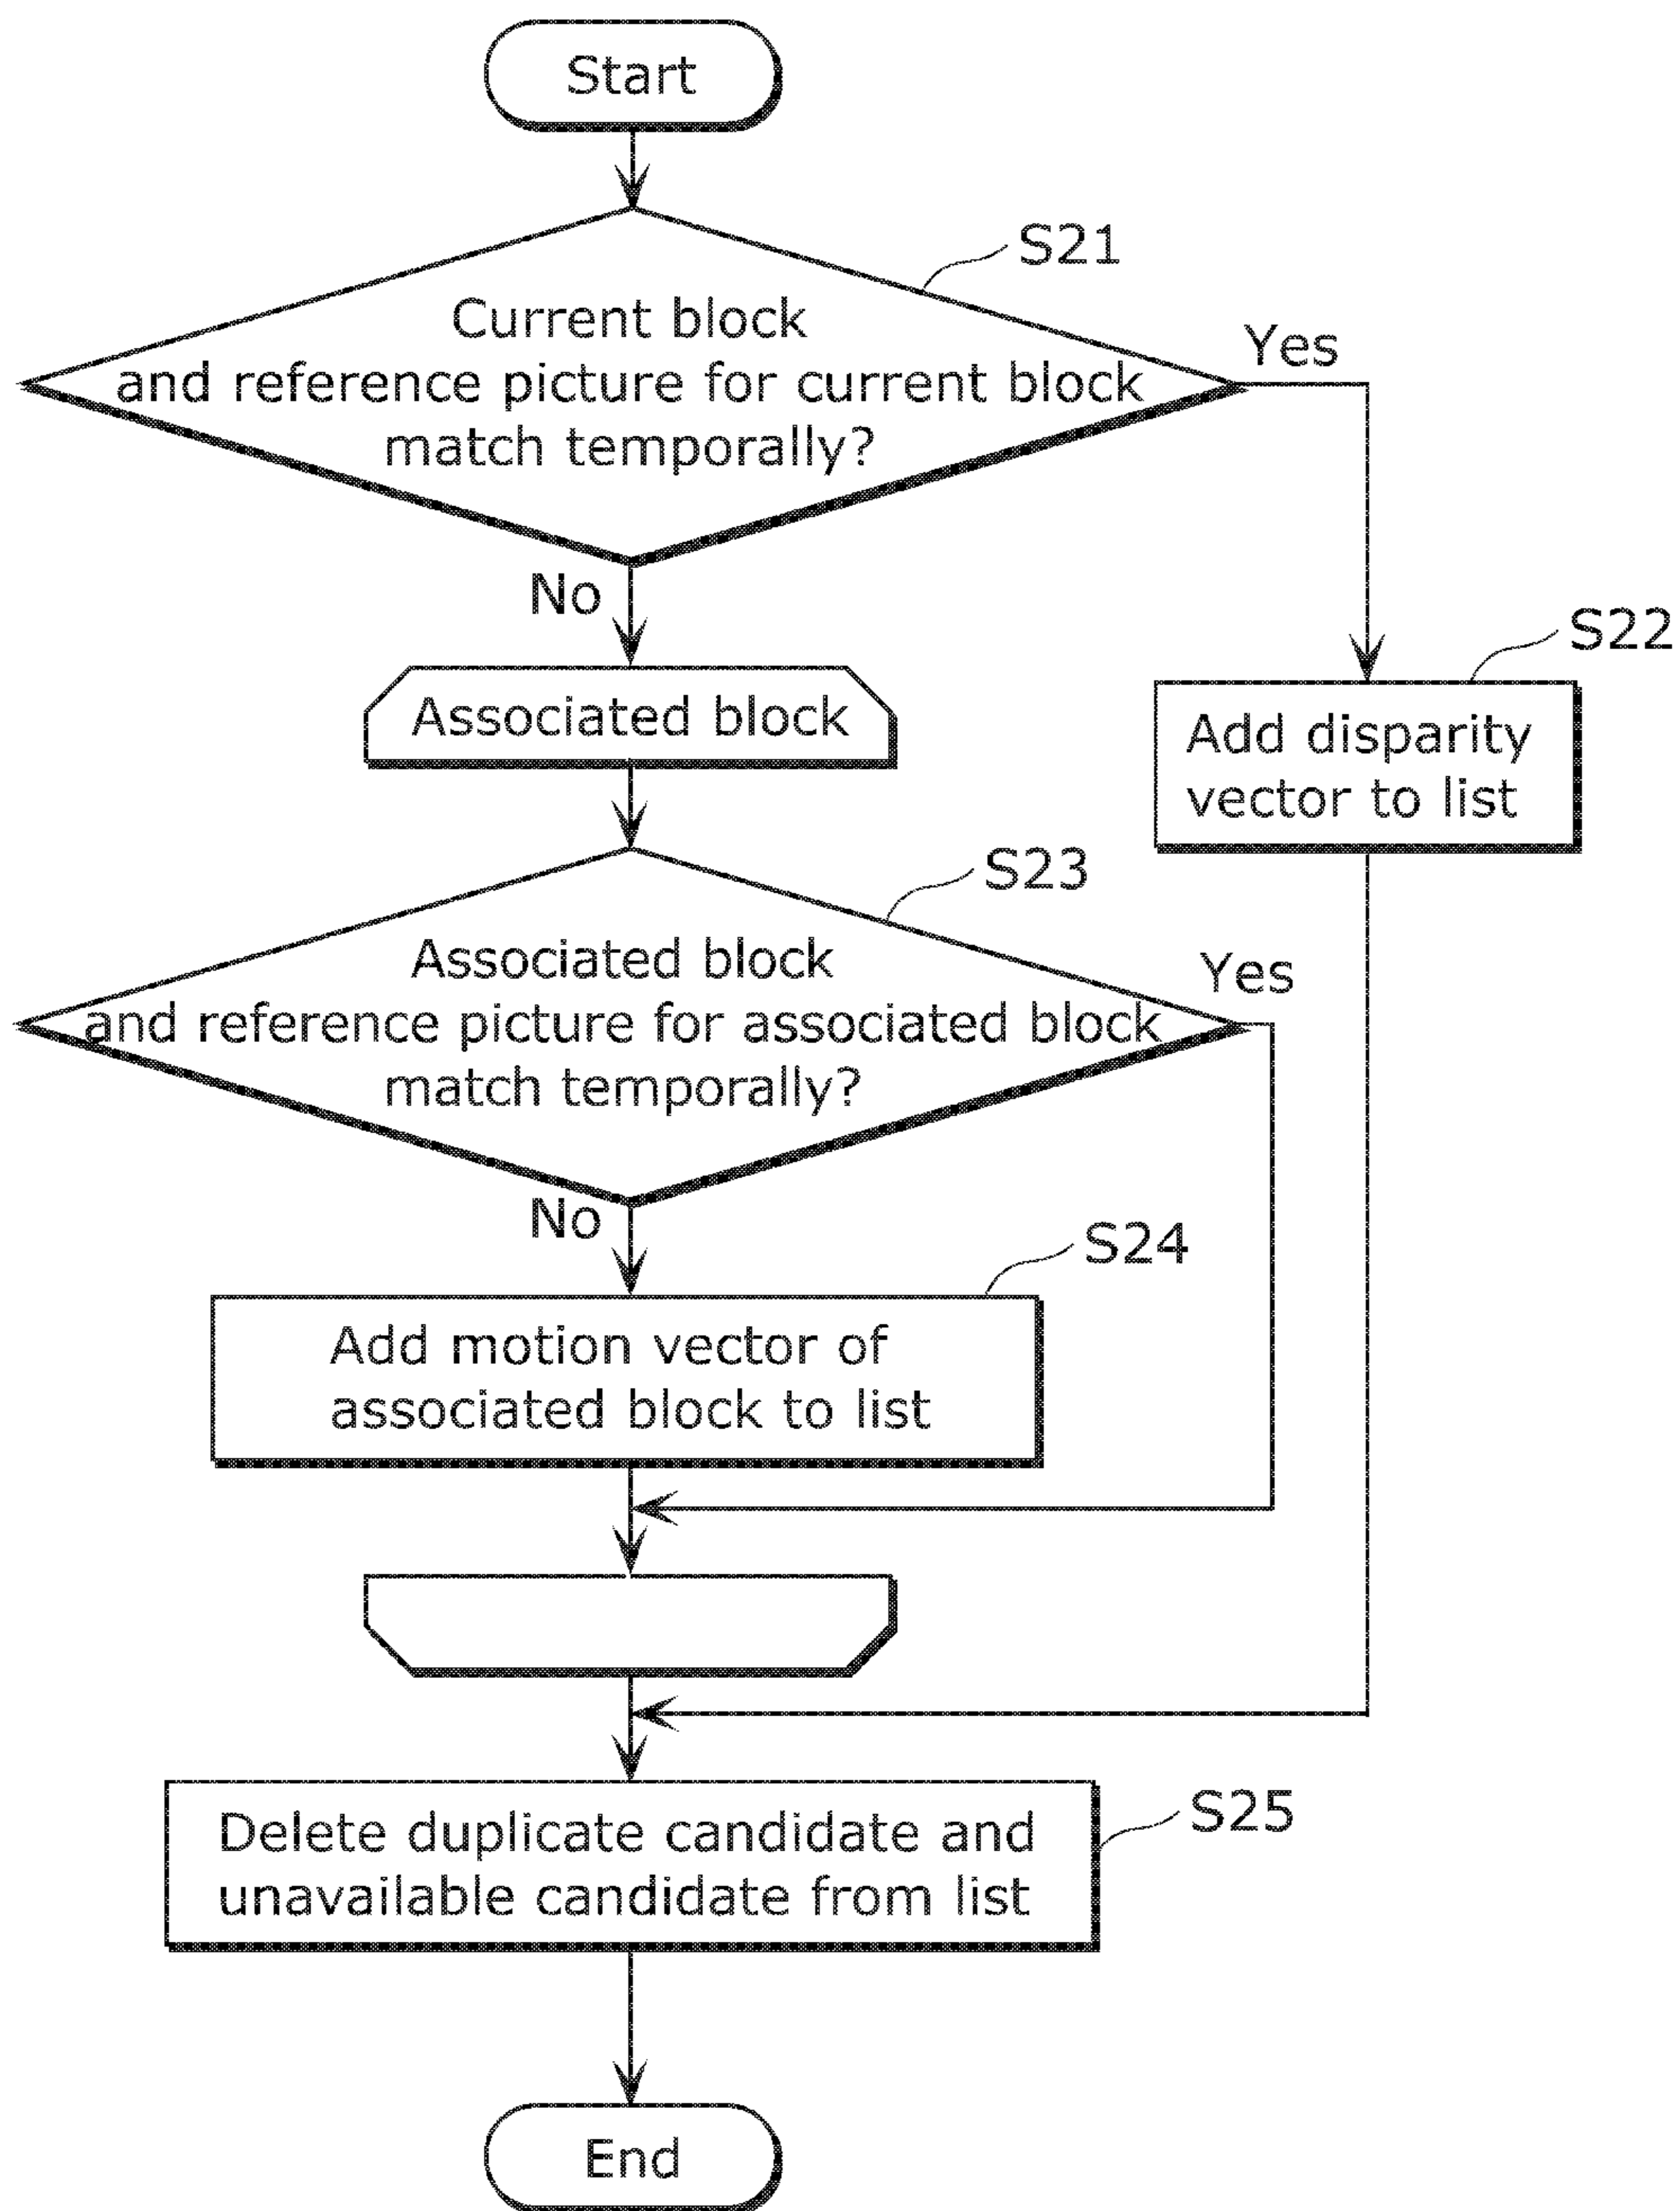 Start
S21
Current block
and reference picture for current block
match temporally?
Yes
No
S22
Associated block
Add disparity
vector to list
S23
Associated block
and reference picture for associated block
match temporally?
Yes
No
S24
Add motion vector of
associated block to list
S25
Delete duplicate candidate and
unavailable candidate from list
End